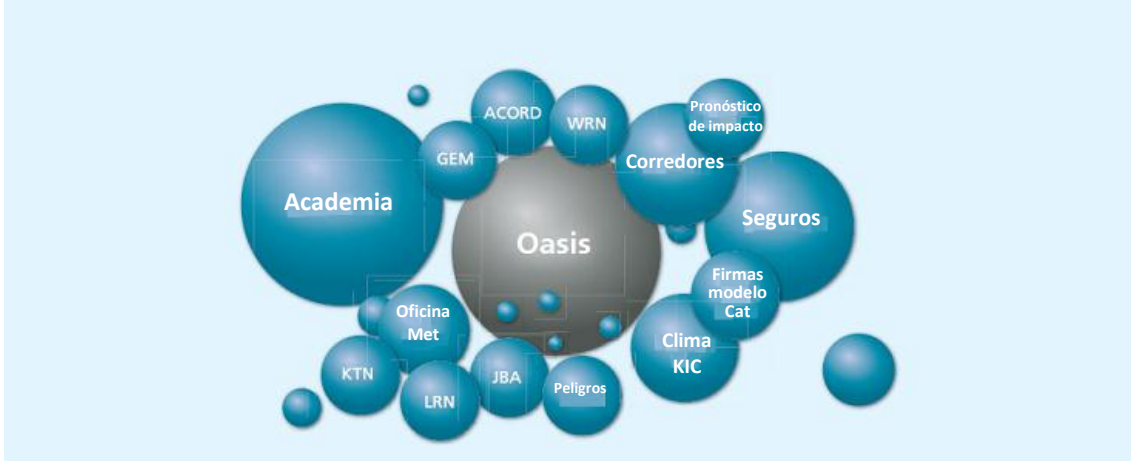 ACORD
WRN
Pronóstico
de impacto
GEM
Corredores
Academia
Seguros
Oasis
Firmas
modelo
Cat
Oficina
Met
Clima
KIC
KTN
JBA
Peligros
LRN